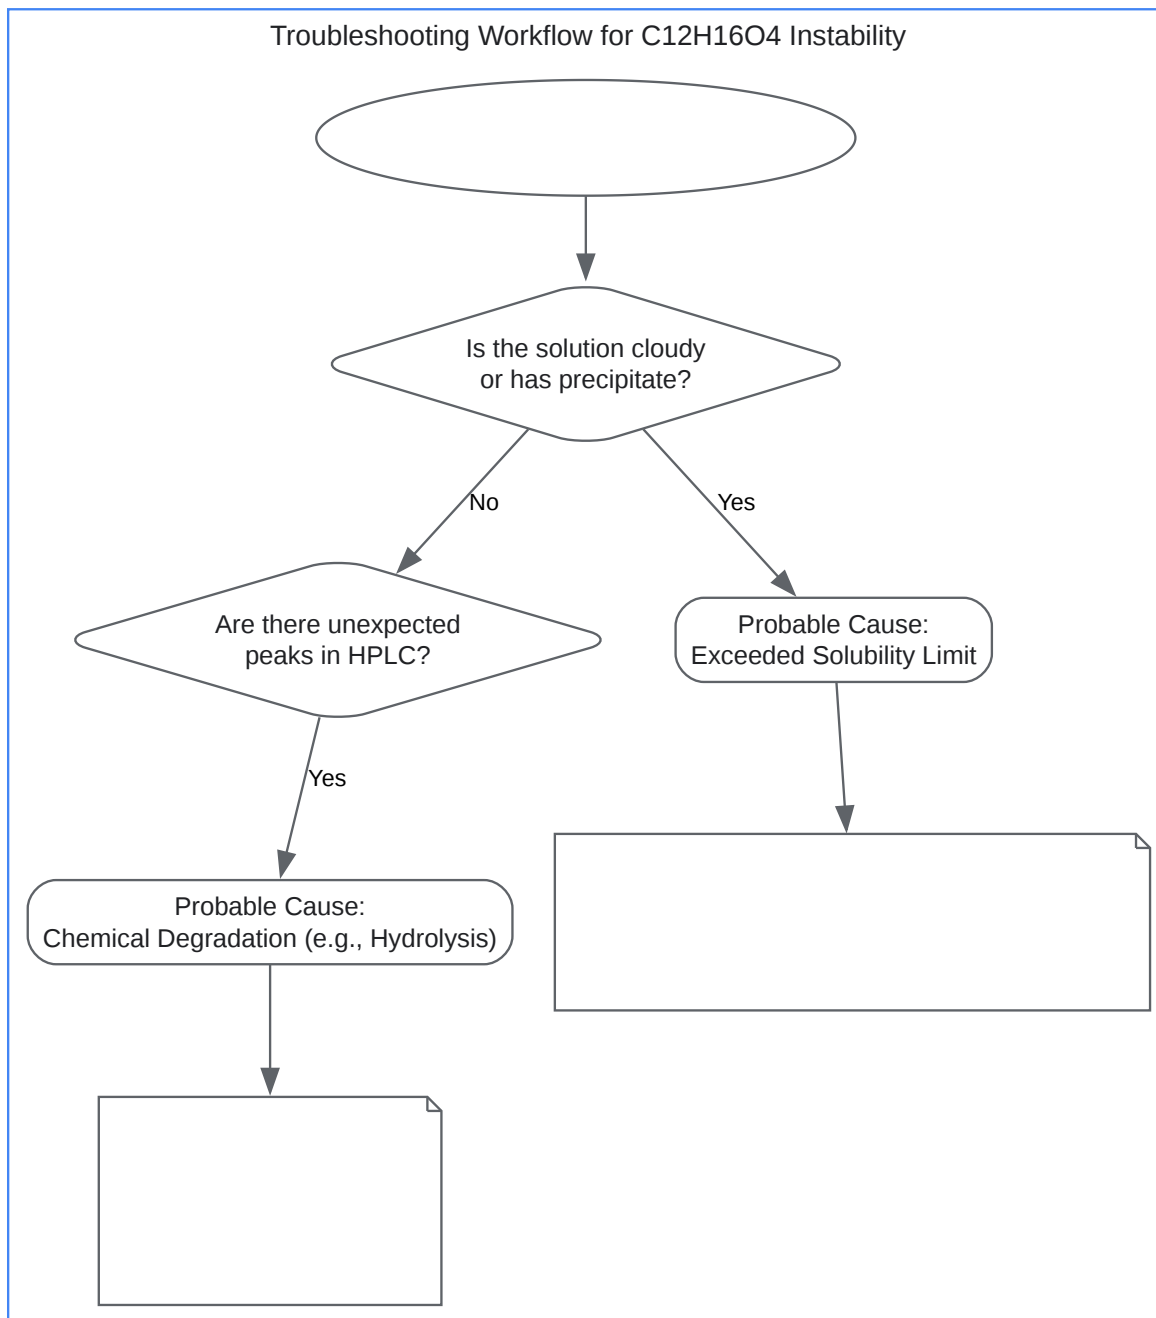 Troubleshooting Workflow for C12H16O4 Instability
Is the solution cloudy
or has precipitate?
No
Yes
Are there unexpected
peaks in HPLC?
Probable Cause:
Exceeded Solubility Limit
Yes
Probable Cause:
Chemical Degradation (e.g., Hydrolysis)